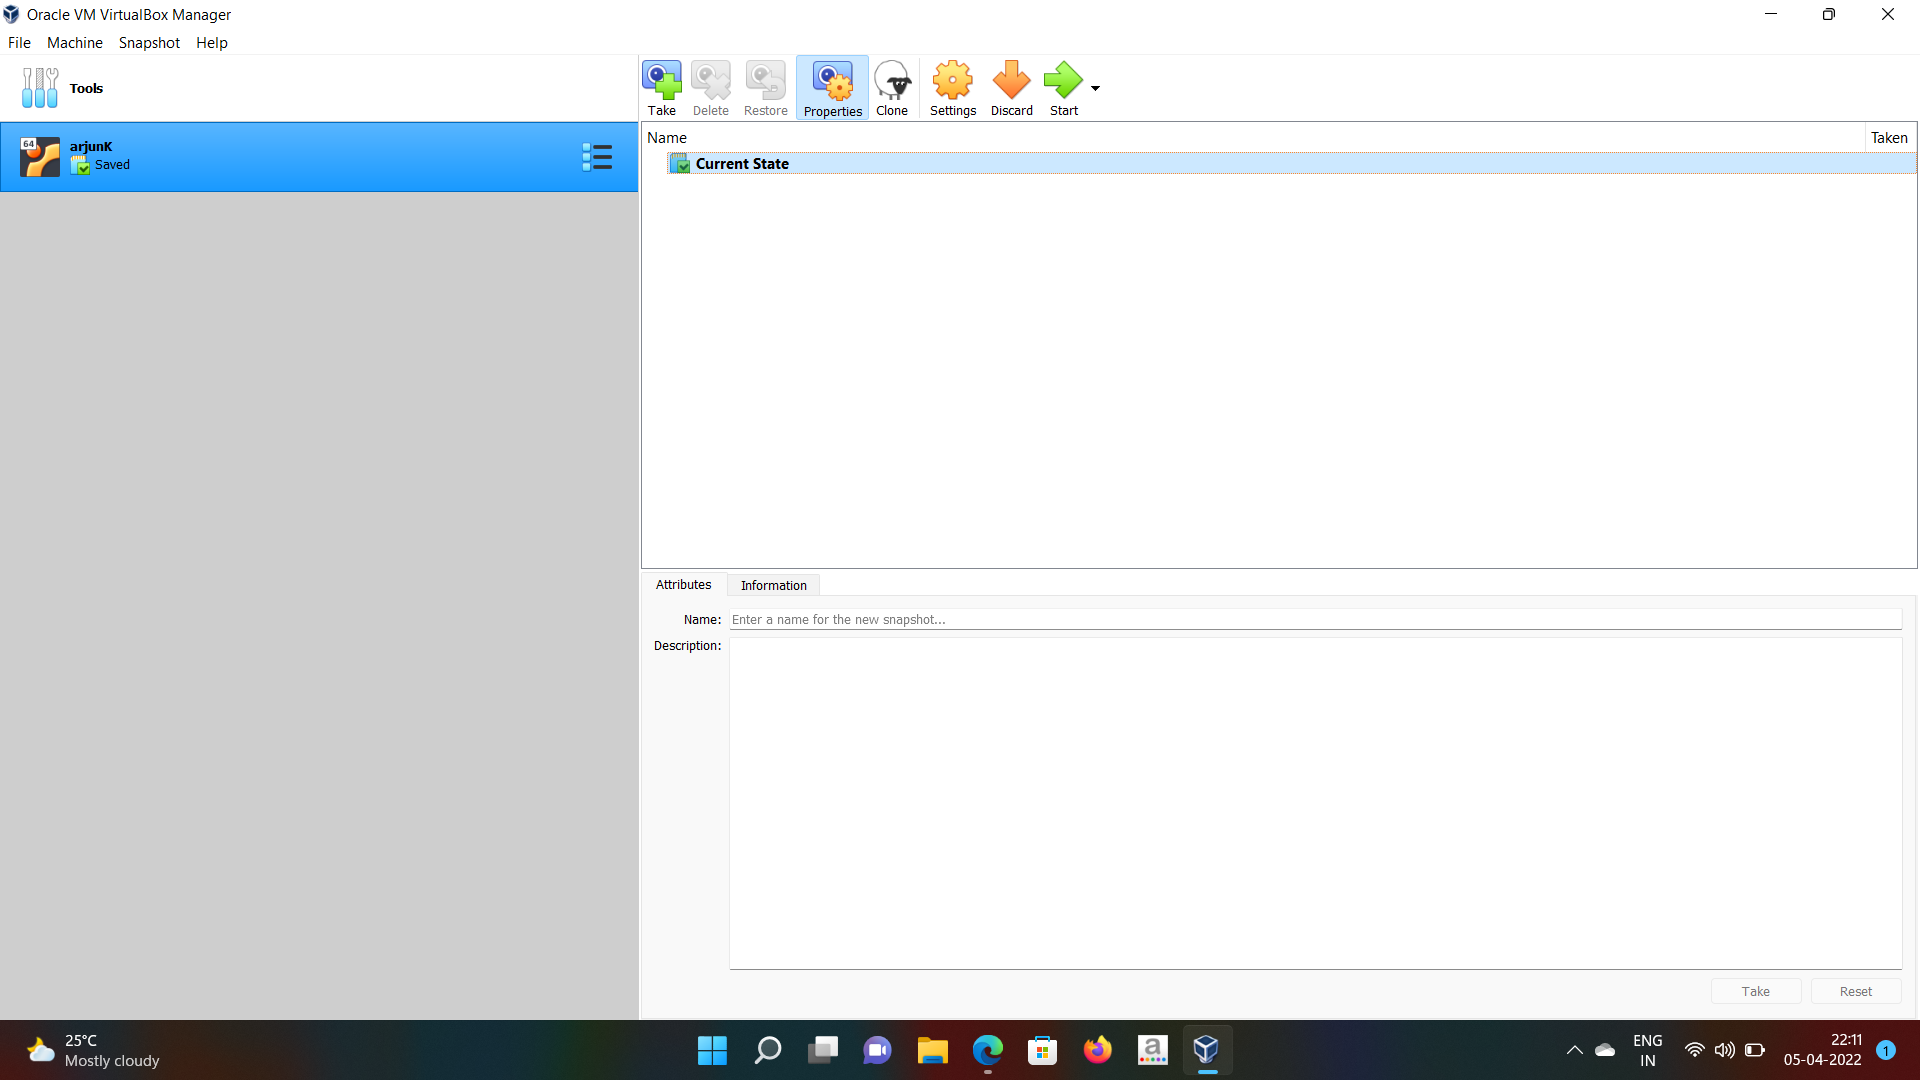 Oracle VM VirtualBox Manager
File Machine Snapshot Help
Tools
64
arjunK
Saved
Take Delete Restore Properties Clone Settings Discard Start
Name Taken
Current State
Attributes Information
Name: Enter a name for the new snapshot...
Description:
Take Reset
25°C
Mostly cloudy
a
ENG
IN
22:11
05-04-2022
1